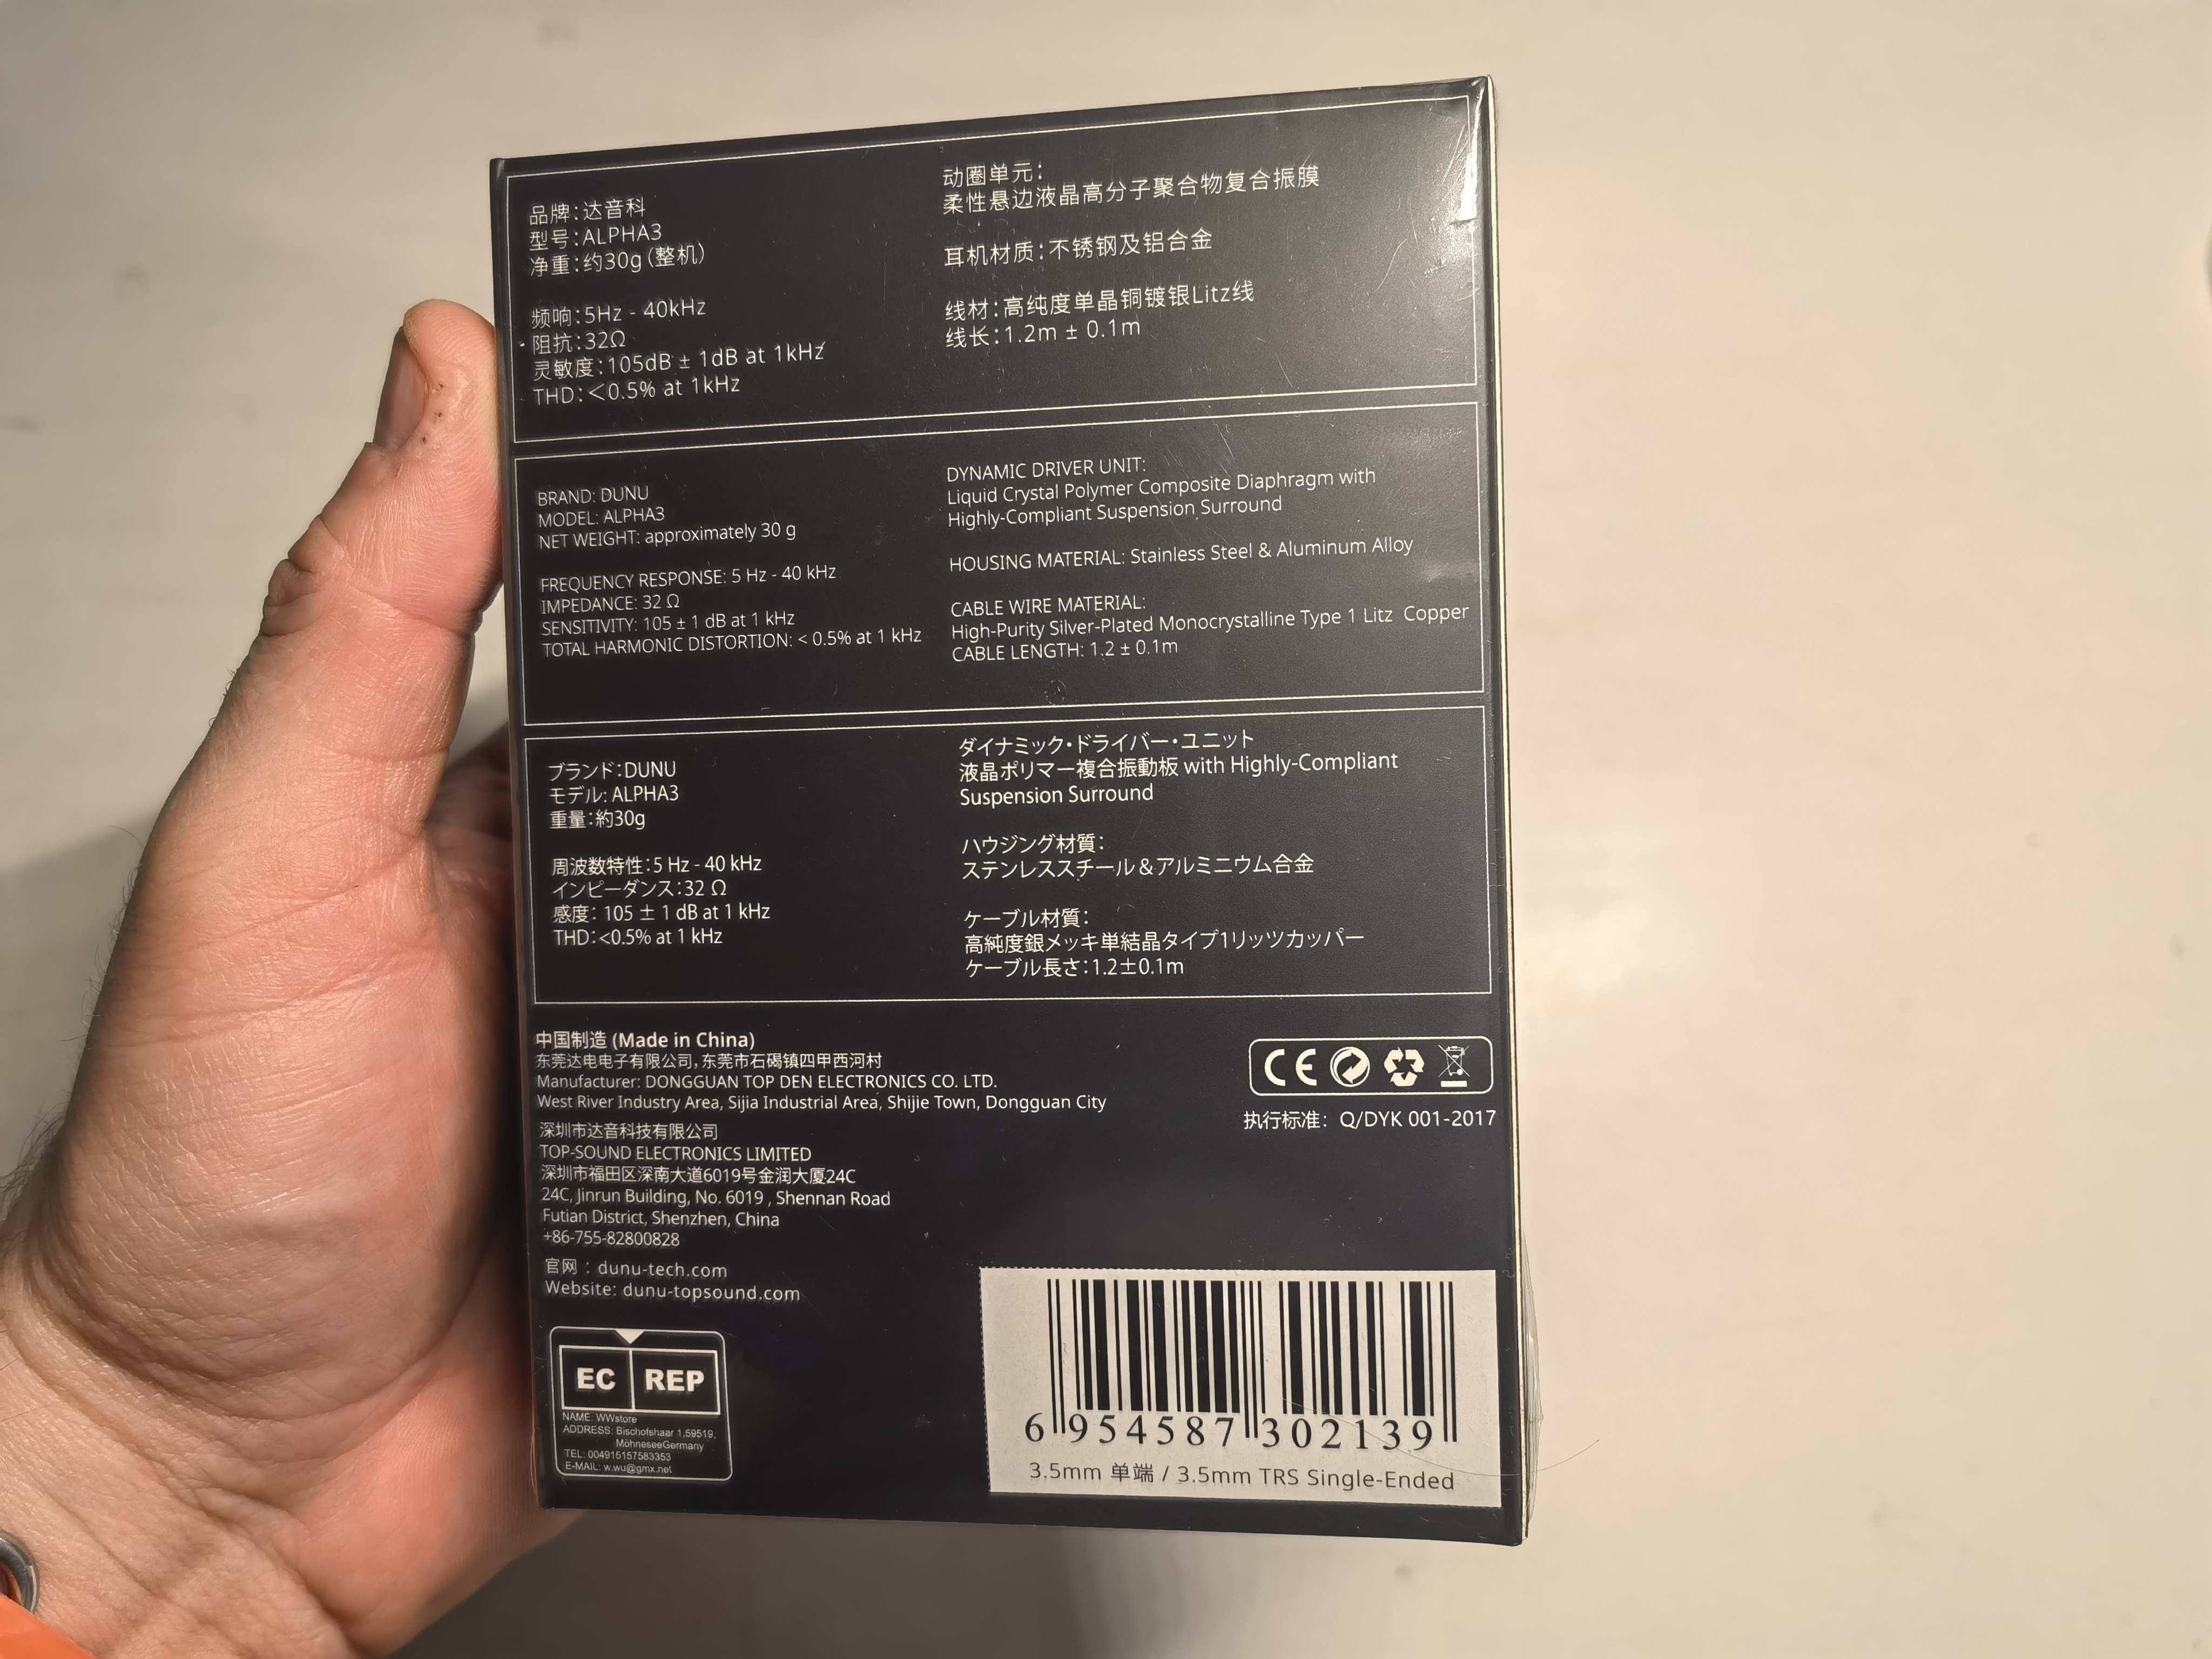 品牌：达音科
型号：ALPHA3
净重：约30g（整机）
频响：5Hz - 40kHz
阻抗：32Ω
灵敏度：105dB ± 1dB at 1kHz
THD：＜0.5% at 1kHz
动圈单元：
柔性悬边液晶高分子聚合物复合振膜
耳机材质：不锈钢及铝合金
线材：高纯度单晶铜镀银Litz线
线长：1.2m ± 0.1m
BRAND: DUNU
MODEL: ALPHA3
NET WEIGHT: approximately 30 g
FREQUENCY RESPONSE: 5 Hz - 40 kHz
IMPEDANCE: 32 Ω
SENSITIVITY: 105 ± 1 dB at 1 kHz
TOTAL HARMONIC DISTORTION: < 0.5% at 1 kHz
DYNAMIC DRIVER UNIT:
Liquid Crystal Polymer Composite Diaphragm with
Highly-Compliant Suspension Surround
HOUSING MATERIAL: Stainless Steel & Aluminum Alloy
CABLE WIRE MATERIAL:
High-Purity Silver-Plated Monocrystalline Type 1 Litz Copper
CABLE LENGTH: 1.2 ± 0.1m
ブランド：DUNU
モデル: ALPHA3
重量：約30g
周波数特性：5 Hz - 40 kHz
インピーダンス：32 Ω
感度： 105 ± 1 dB at 1 kHz
THD：<0.5% at 1 kHz
ダイナミック・ドライバー・ユニット
液晶ポリマー複合振動板 with Highly-Compliant
Suspension Surround
ハウジング材質：
ステンレススチール＆アルミニウム合金
ケーブル材質：
高純度銀メッキ単結晶タイプ1リッツカッパー
ケーブル長さ：1.2±0.1m
中国制造 (Made in China)
东莞达电电子有限公司，东莞市石碣镇四甲西河村
Manufacturer: DONGGUAN TOP DEN ELECTRONICS CO. LTD.
West River Industry Area, Sijia Industrial Area, Shijie Town, Dongguan City
深圳市达音科技有限公司
TOP-SOUND ELECTRONICS LIMITED
深圳市福田区深南大道6019号金润大厦24C
24C, Jinrun Building, No. 6019 , Shennan Road
Futian District, Shenzhen, China
+86-755-82800828
官网 : dunu-tech.com
Website: dunu-topsound.com
CE
执行标准： Q/DYK 001-2017
EC REP
NAME: WWstore
ADDRESS: Bischofshaar 1,59519,
MöhneseeGermany
TEL: 004915157583353
E-MAIL: w.wu@gmx.net
6 954587 302139
3.5mm 单端 / 3.5mm TRS Single-Ended